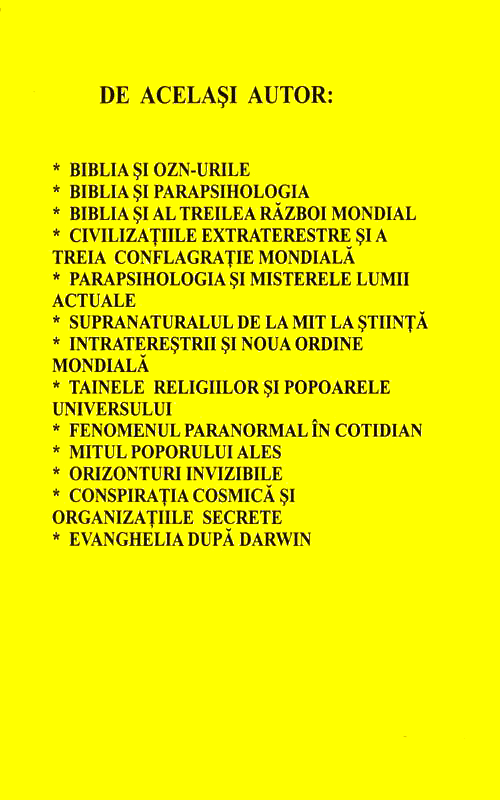 DE ACELAŞI AUTOR:
* BIBLIA ŞI OZN-URILE
* BIBLIA ŞI PARAPSIHOLOGIA
* BIBLIA ŞI AL TREILEA RĂZBOI MONDIAL
* CIVILIZAŢIILE EXTRATERESTRE ŞI A
TREIA CONFLAGRAŢIE MONDIALĂ
* PARAPSIHOLOGIA ŞI MISTERELE LUMII
ACTUALE
* SUPRANATURALUL DE LA MIT LA ŞTIINŢĂ
* INTRATEREŞTRII ŞI NOUA ORDINE
MONDIALĂ
* TAINELE RELIGIILOR ŞI POPOARELE
UNIVERSULUI
* FENOMENUL PARANORMAL ÎN COTIDIAN
* MITUL POPORULUI ALES
* ORIZONTURI INVIZIBILE
* CONSPIRAŢIA COSMICĂ ŞI
ORGANIZAŢIILE SECRETE
* EVANGHELIA DUPĂ DARWIN